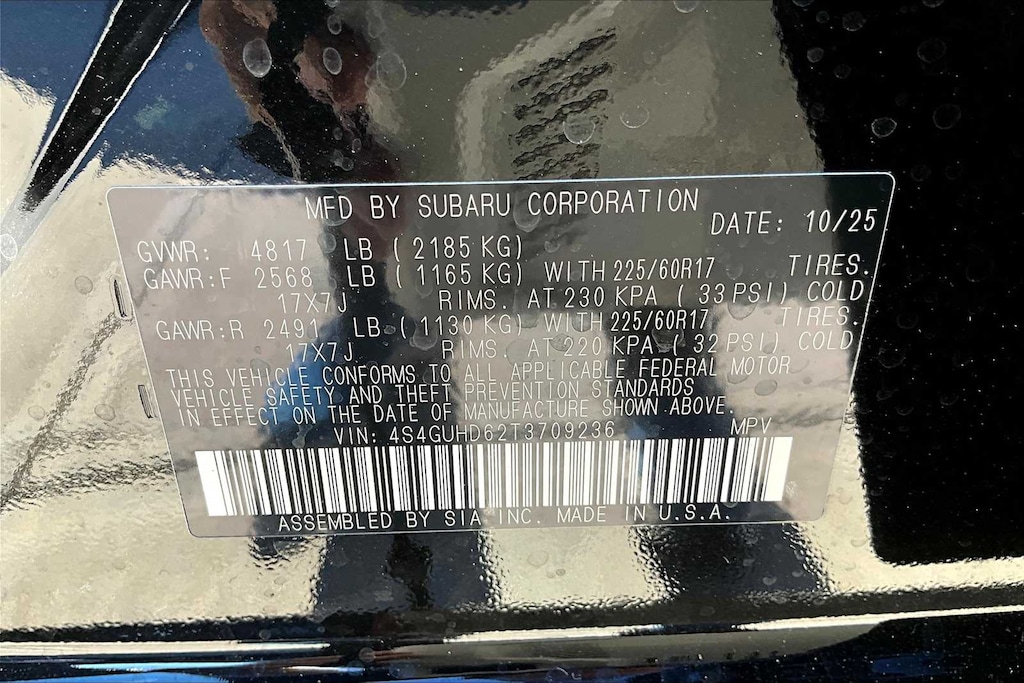 MFD BY SUBARU CORPORATION
DATE: 10/25
GVWR: 4817 LB ( 2185 KG)
GAWR:F 2568 LB ( 1165 KG) WITH 225/60R17 TIRES.
17X7J RIMS. AT 230 KPA ( 33 PSI) COLD
GAWR:R 2491 LB ( 1130 KG) WITH 225/60R17 TIRES.
17X7J RIMS. AT 220 KPA ( 32 PSI) COLD
THIS VEHICLE CONFORMS TO ALL APPLICABLE FEDERAL MOTOR
VEHICLE SAFETY AND THEFT PREVENTION STANDARDS
IN EFFECT ON THE DATE OF MANUFACTURE SHOWN ABOVE.
VIN: 4S4GUHD62T3709236 MPV
ASSEMBLED BY SIA INC. MADE IN U.S.A.